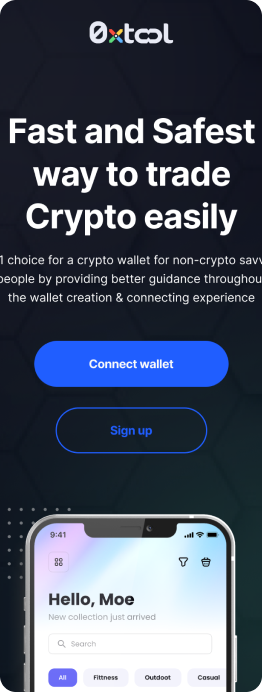 0xtool
Fast and Safest
way to trade
Crypto easily
1 choice for a crypto wallet for non-crypto savv
people by providing better guidance throughou
the wallet creation & connecting experience
Connect wallet
Sign up
9:41
Hello, Moe
New collection just arrived
Search
All Fittness Outdoot Casual